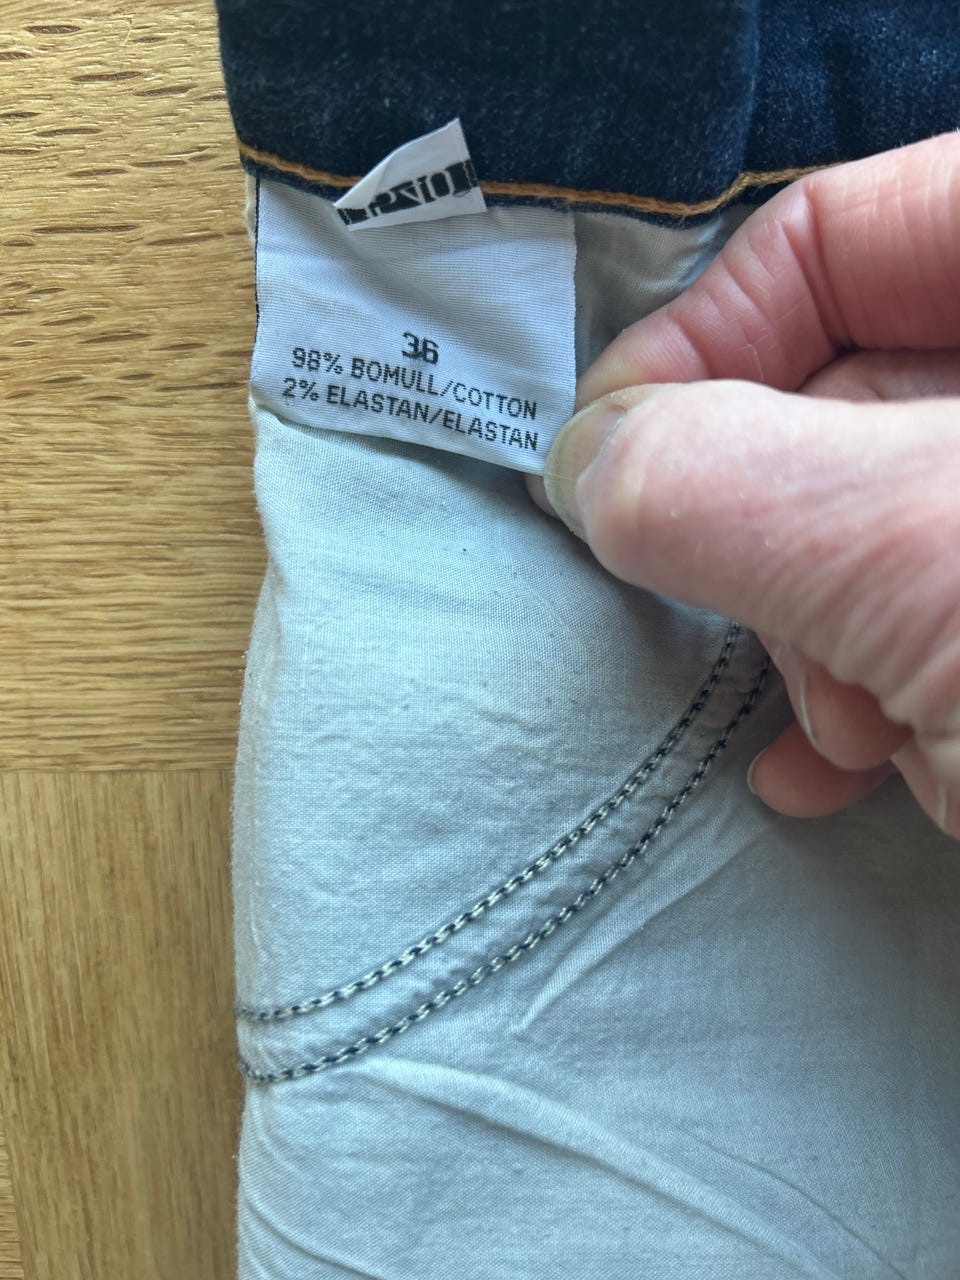 36
98% BOMULL/COTTON
2% ELASTAN/ELASTAN